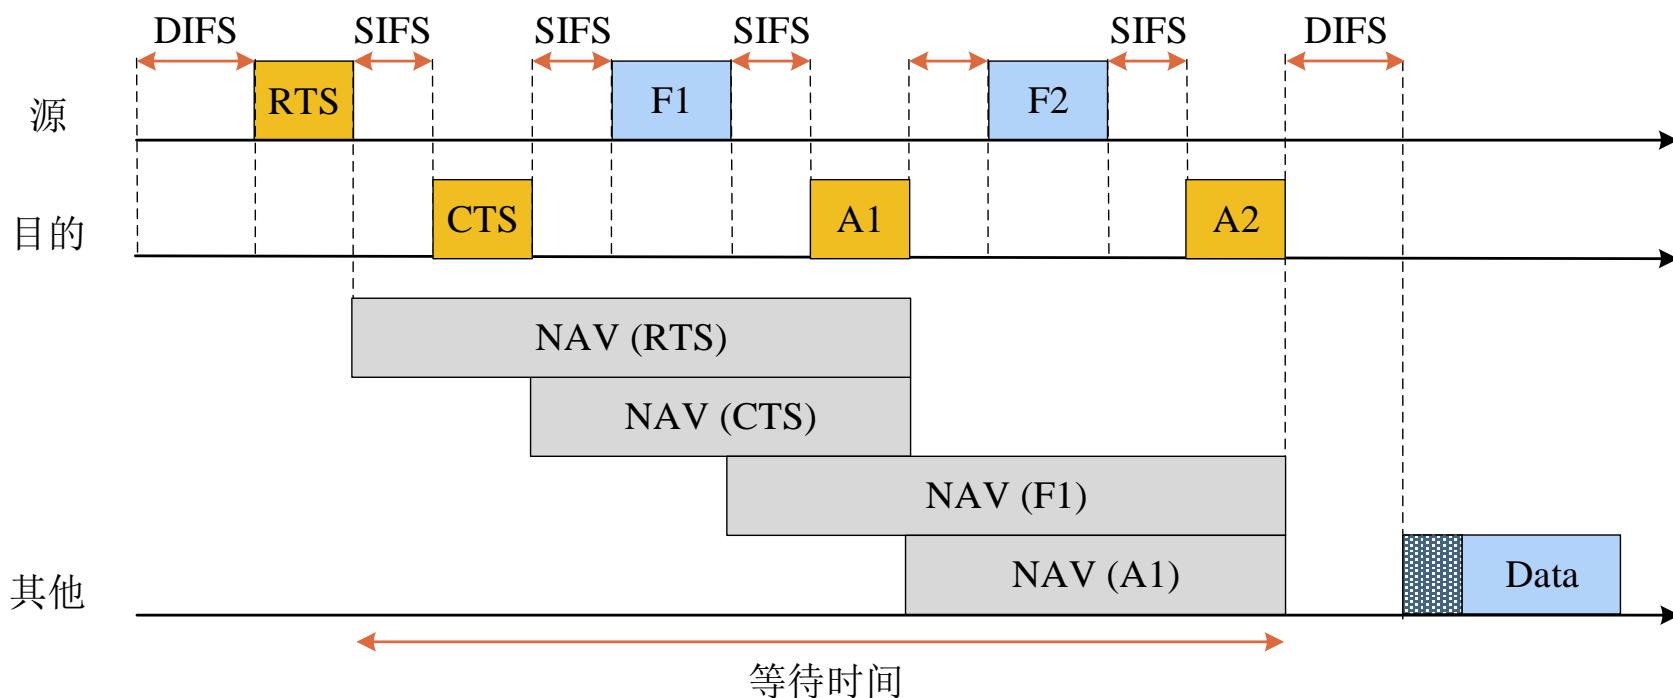 DIFS SIFS SIFS SIFS SIFS DIFS
源 RTS F1 F2
目的 CTS A1 A2
NAV (RTS)
NAV (CTS)
NAV (F1)
其他 NAV (A1) Data
等待时间